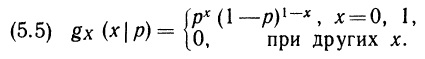 (5.5) g_X (x | p) = { p^x (1 — p)^{1—x}, x = 0, 1,
0, при других x.